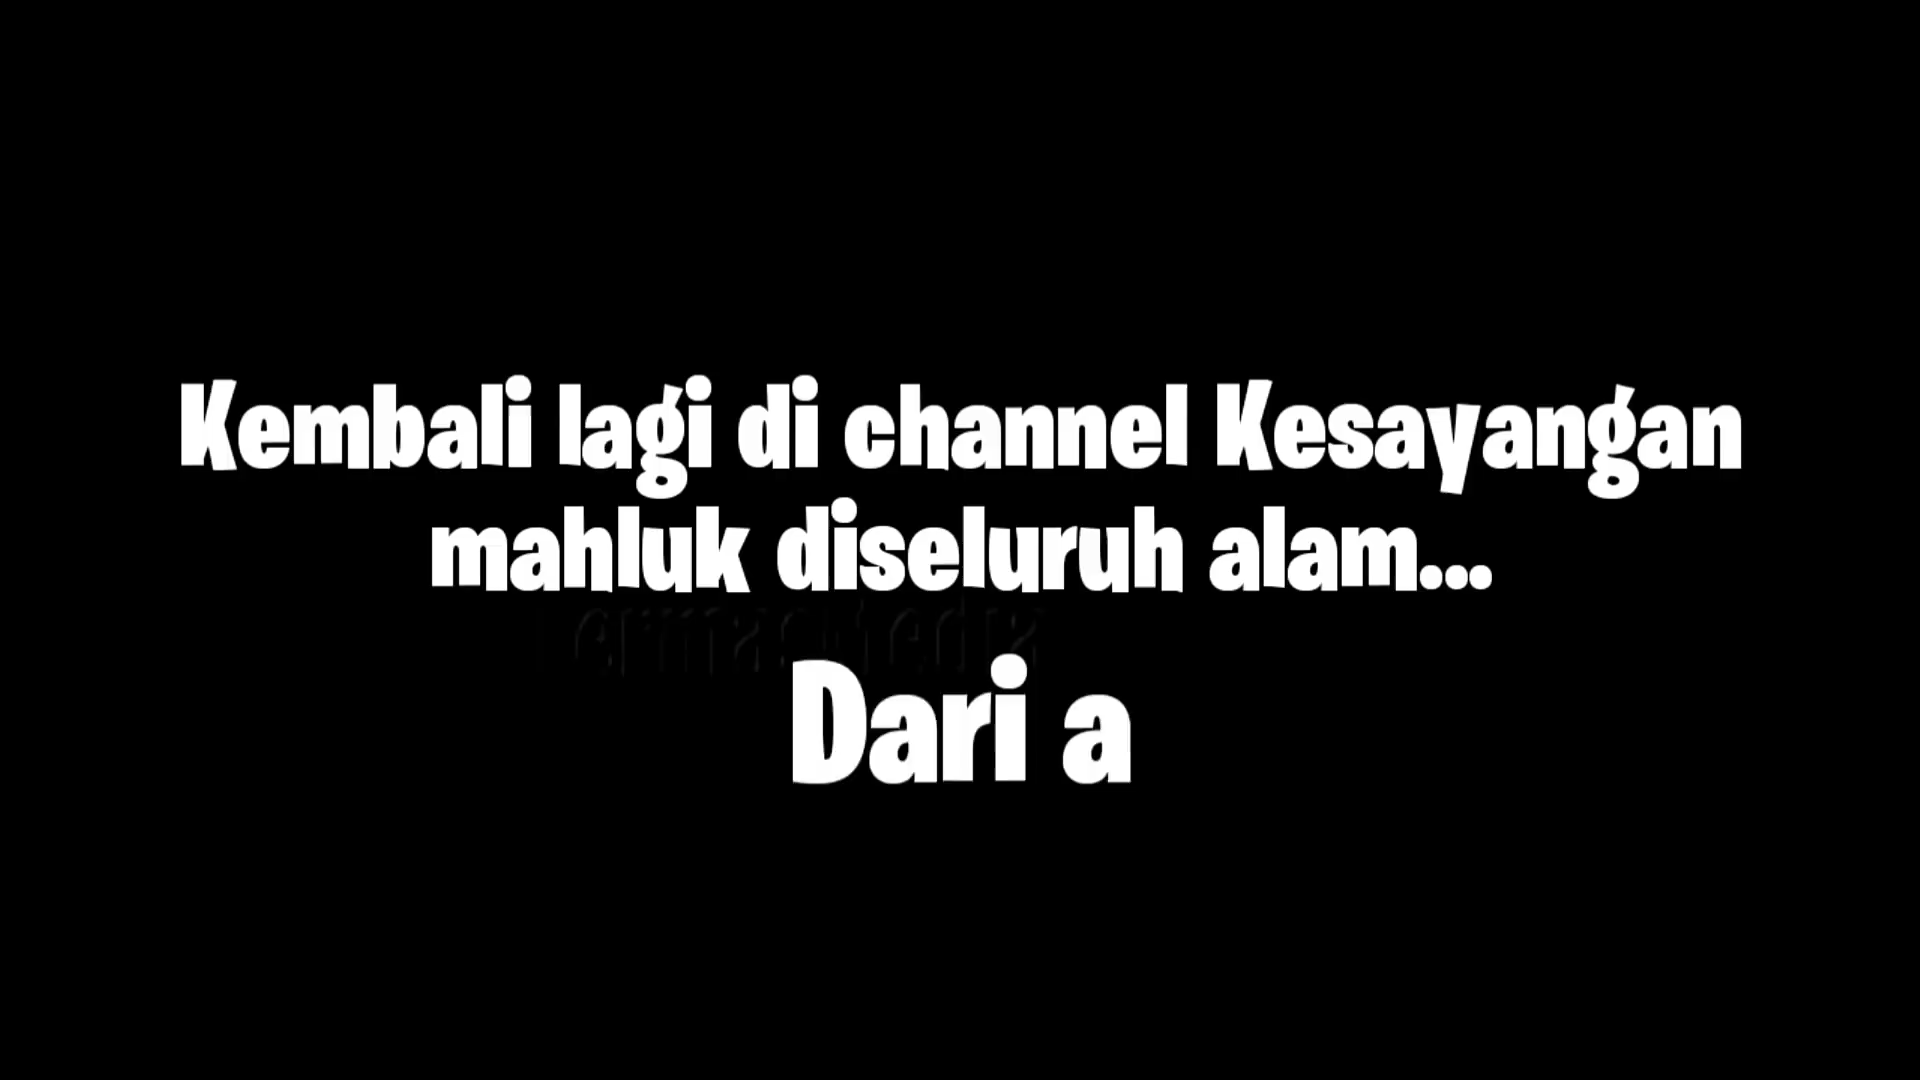 Kembali lagi di channel Kesayangan
mahluk diseluruh alam...
Dari a